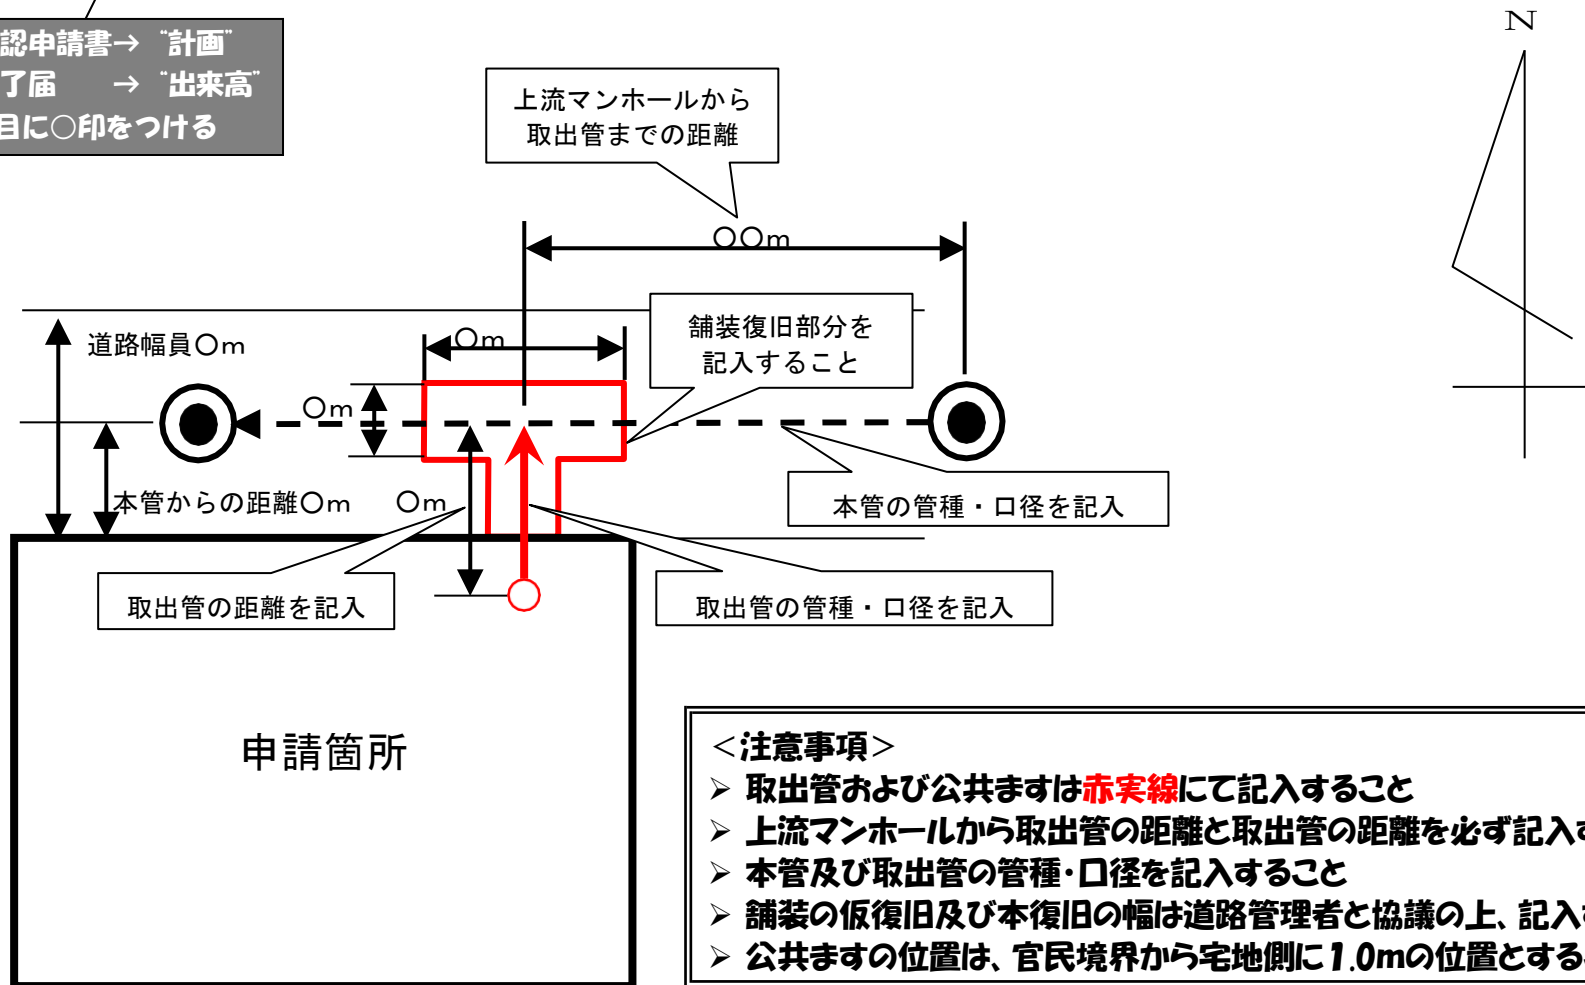 認申請書→ “計画”
了届　　→ “出来高”
目に○印をつける
N
上流マンホールから
取出管までの距離
○○m
道路幅員○m
○m
舗装復旧部分を
記入すること
○m
本管からの距離○m
○m
本管の管種・口径を記入
取出管の距離を記入
取出管の管種・口径を記入
申請箇所
＜注意事項＞
➢ 取出管および公共ますは赤実線にて記入すること
➢ 上流マンホールから取出管の距離と取出管の距離を必ず記入す
➢ 本管及び取出管の管種・口径を記入すること
➢ 舗装の仮復旧及び本復旧の幅は道路管理者と協議の上、記入す
➢ 公共ますの位置は、官民境界から宅地側に1.0mの位置とする